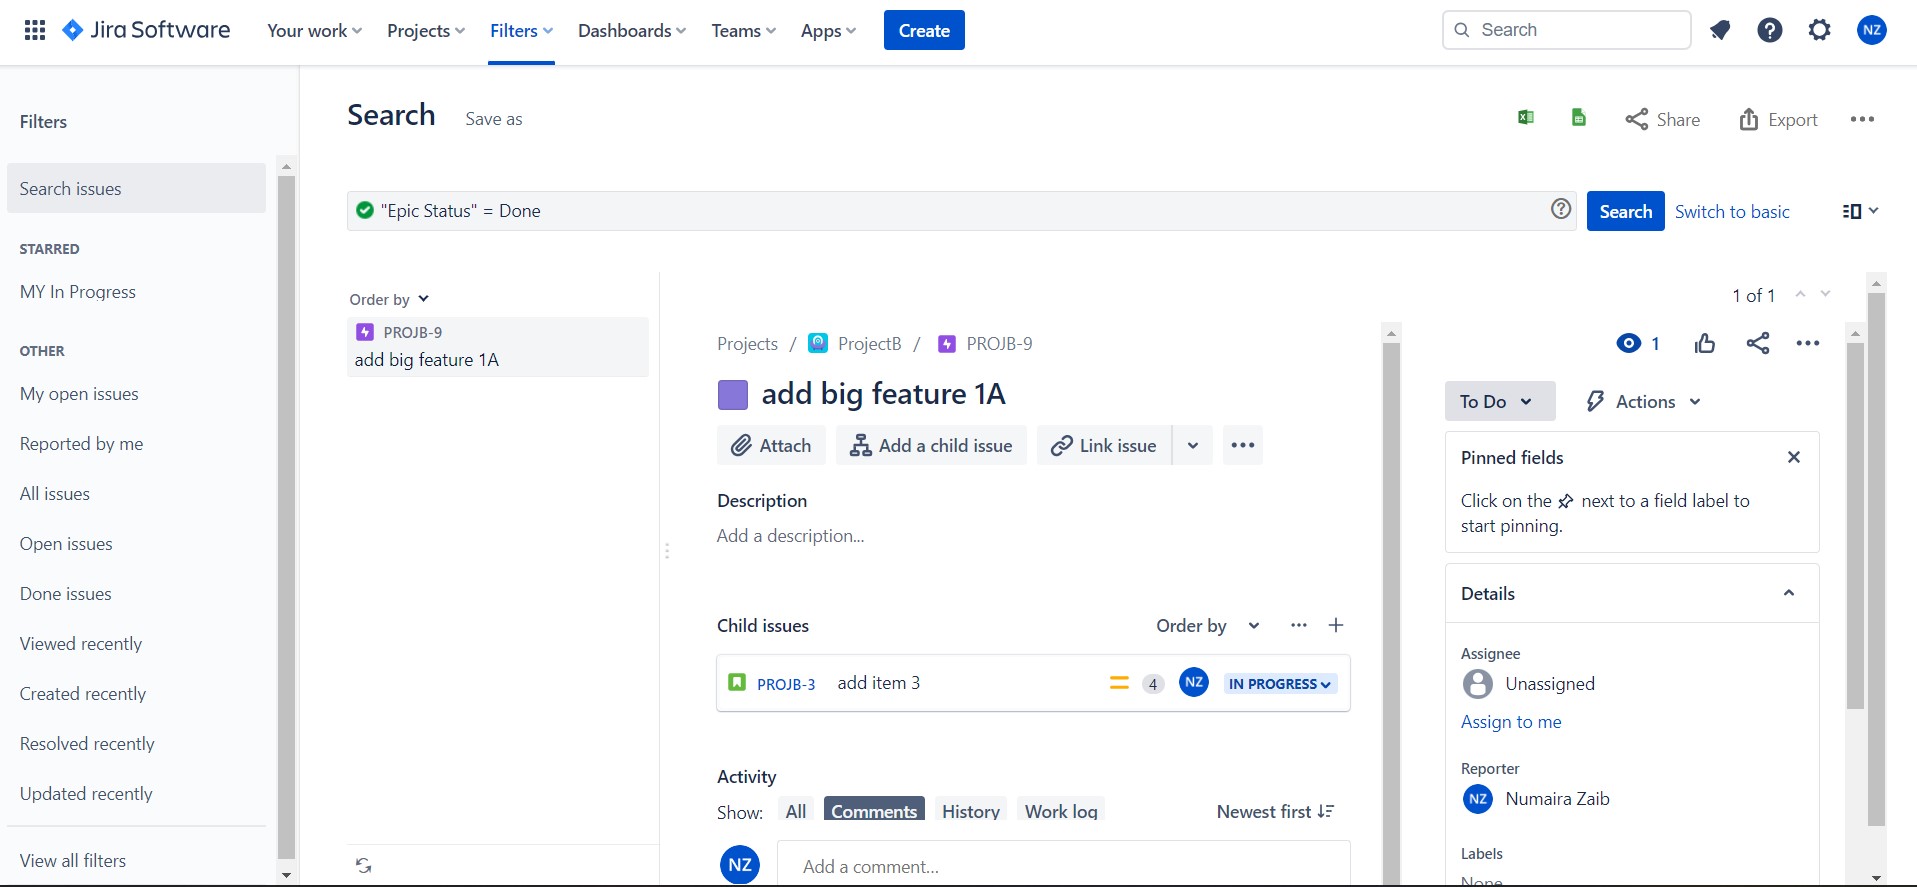 Jira Software
Your work
Projects
Filters
Dashboards
Teams
Apps
Create
Search
NZ
Filters
Search issues
STARRED
MY In Progress
OTHER
My open issues
Reported by me
All issues
Open issues
Done issues
Viewed recently
Created recently
Resolved recently
Updated recently
View all filters
Search
Save as
Share
Export
"Epic Status" = Done
Search
Switch to basic
Order by
PROJB-9
add big feature 1A
1 of 1
Projects / ProjectB / PROJB-9
add big feature 1A
Attach
Add a child issue
Link issue
Description
Add a description...
Child issues
Order by
PROJB-3 add item 3 4 NZ IN PROGRESS
Activity
Show: All Comments History Work log Newest first
NZ
Add a comment...
1
To Do
Actions
Pinned fields
Click on the next to a field label to
start pinning.
Details
Assignee
Unassigned
Assign to me
Reporter
NZ Numaira Zaib
Labels
None